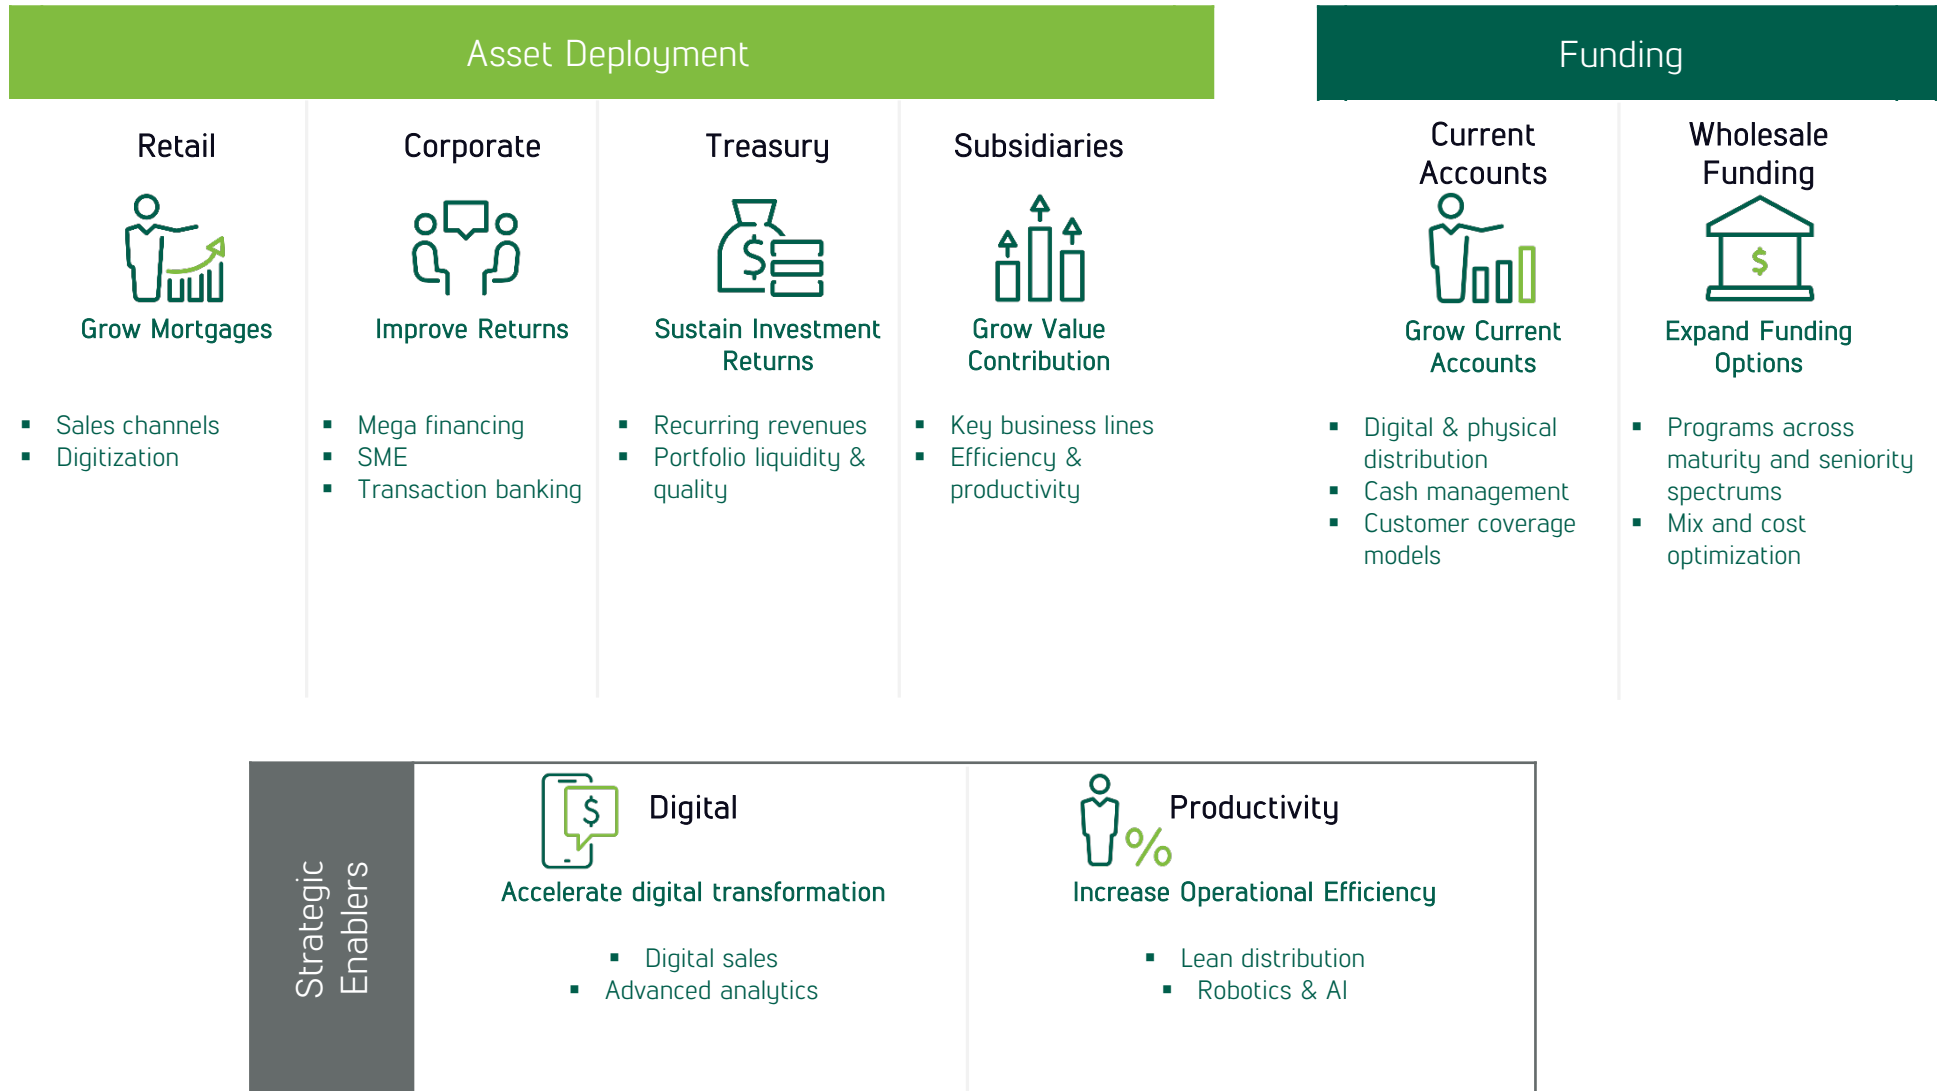 Asset Deployment
Retail
Grow Mortgages
▪ Sales channels
▪ Digitization
Corporate
Improve Returns
▪ Mega financing
▪ SME
▪ Transaction banking
Treasury
$
Sustain Investment
Returns
▪ Recurring revenues
▪ Portfolio liquidity &
quality
Subsidiaries
Grow Value
Contribution
▪ Key business lines
▪ Efficiency &
productivity
Funding
Current
Accounts
Grow Current
Accounts
▪ Digital & physical
distribution
▪ Cash management
▪ Customer coverage
models
Wholesale
Funding
$
Expand Funding
Options
▪ Programs across
maturity and seniority
spectrums
▪ Mix and cost
optimization
Strategic
Enablers
$
Digital
Accelerate digital transformation
▪ Digital sales
▪ Advanced analytics
%
Productivity
Increase Operational Efficiency
▪ Lean distribution
▪ Robotics & AI